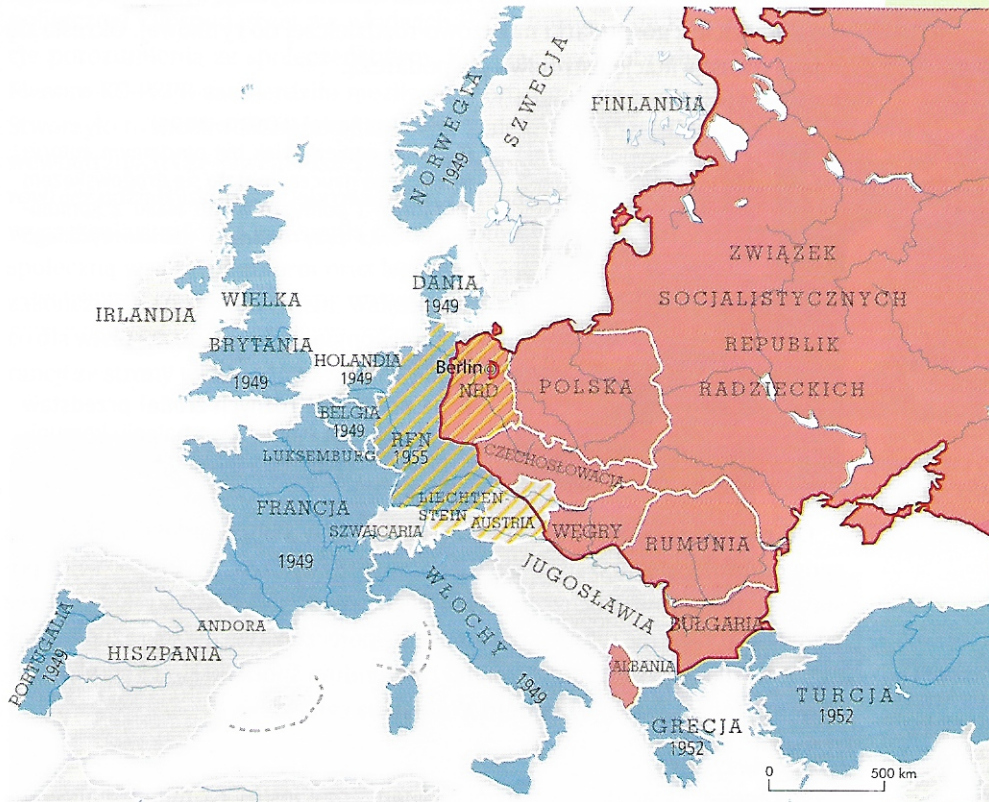 NORWEGIA
1949
SZWECJA
FINLANDIA
ZWIĄZEK
SOCJALISTYCZNYCH
REPUBLIK
RADZIECKICH
IRLANDIA
WIELKA
BRYTANIA
1949
DANIA
1949
HOLANDIA
1949
Berlin
NRD
POLSKA
BELGIA
1949
LUKSEMBURG
RFN
1955
CZECHOSŁOWACJA
FRANCJA
1949
LIECHTEN-
STEIN
SZWAJCARIA
AUSTRIA
WĘGRY
RUMUNIA
JUGOSŁAWIA
WŁOCHY
1949
BUŁGARIA
ALBANIA
PORTUGALIA
1949
HISZPANIA
ANDORA
GRECJA
1952
TURCJA
1952
0
500 km